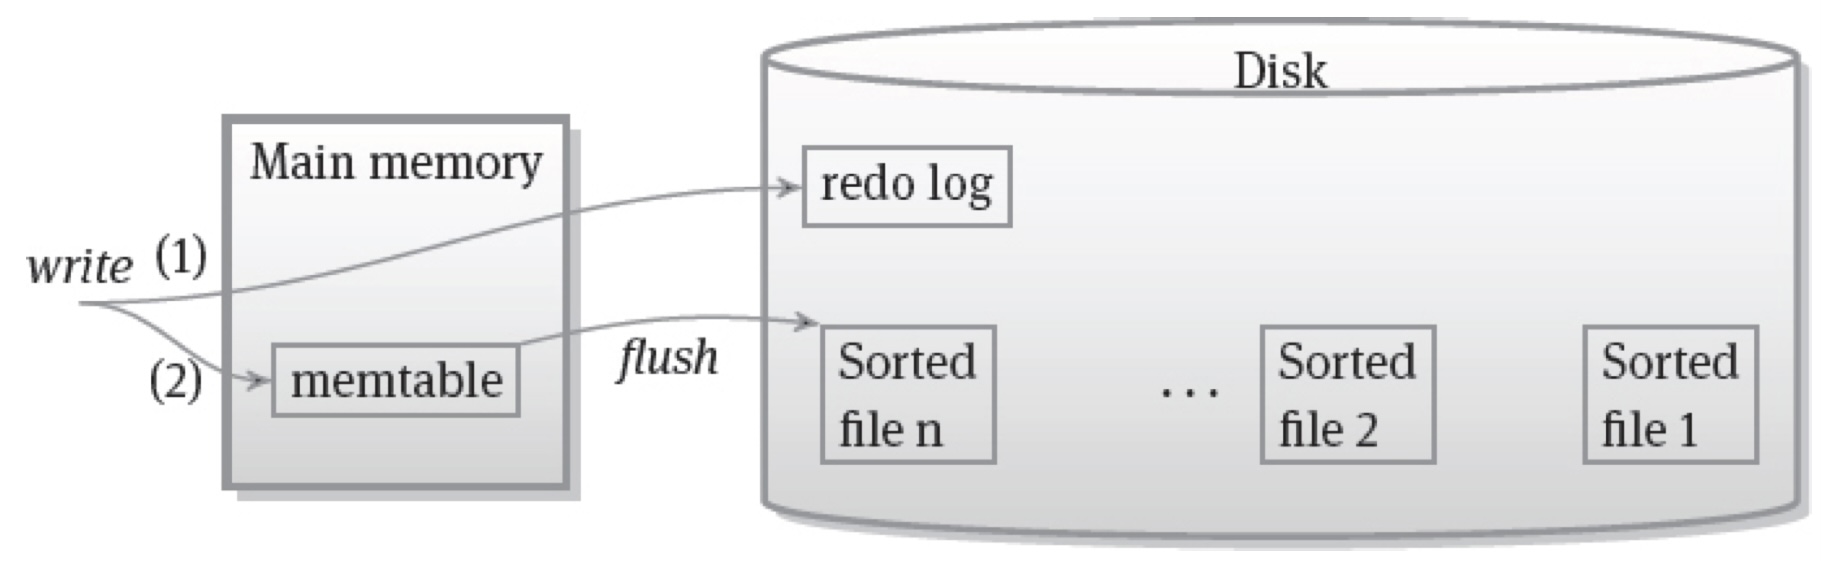 Disk
Main memory
redo log
write (1)
(2)
memtable
flush
Sorted
file n
...
Sorted
file 2
Sorted
file 1